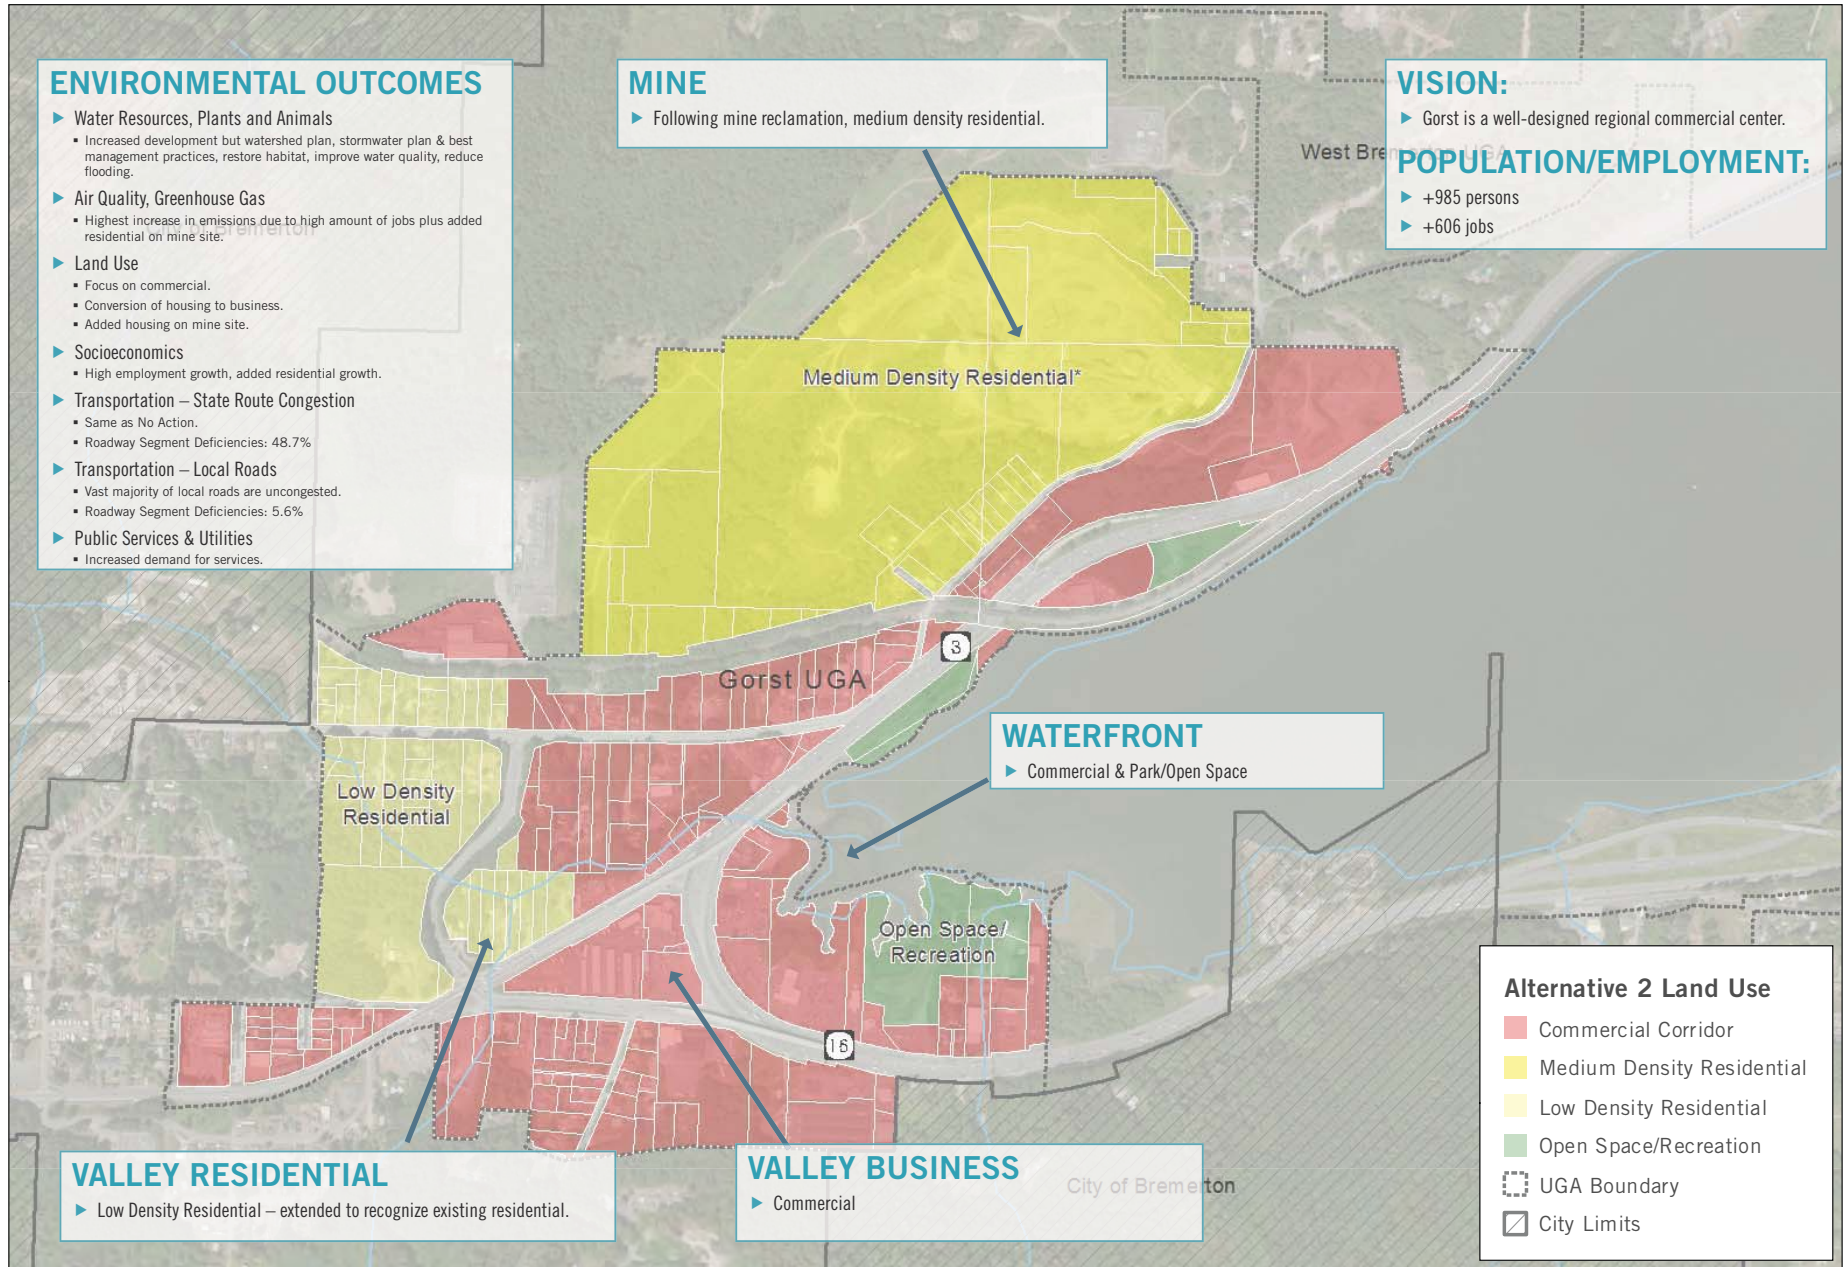 ENVIRONMENTAL OUTCOMES
Water Resources, Plants and Animals
Increased development but watershed plan, stormwater plan & best
management practices, restore habitat, improve water quality, reduce
flooding.
Air Quality, Greenhouse Gas
Highest increase in emissions due to high amount of jobs plus added
residential on mine site.
City of Bremerton
Land Use
Focus on commercial.
Conversion of housing to business.
Added housing on mine site.
Socioeconomics
High employment growth, added residential growth.
Transportation – State Route Congestion
Same as No Action.
Roadway Segment Deficiencies: 48.7%
Transportation – Local Roads
Vast majority of local roads are uncongested.
Roadway Segment Deficiencies: 5.6%
Public Services & Utilities
Increased demand for services.
MINE
Following mine reclamation, medium density residential.
VISION:
Gorst is a well-designed regional commercial center.
West Bremerton UGA
POPULATION/EMPLOYMENT:
+985 persons
+606 jobs
Medium Density Residential*
3
Gorst UGA
WATERFRONT
Commercial & Park/Open Space
Low Density
Residential
Open Space/
Recreation
16
VALLEY RESIDENTIAL
Low Density Residential – extended to recognize existing residential.
VALLEY BUSINESS
Commercial
City of Bremerton
Alternative 2 Land Use
Commercial Corridor
Medium Density Residential
Low Density Residential
Open Space/Recreation
UGA Boundary
City Limits